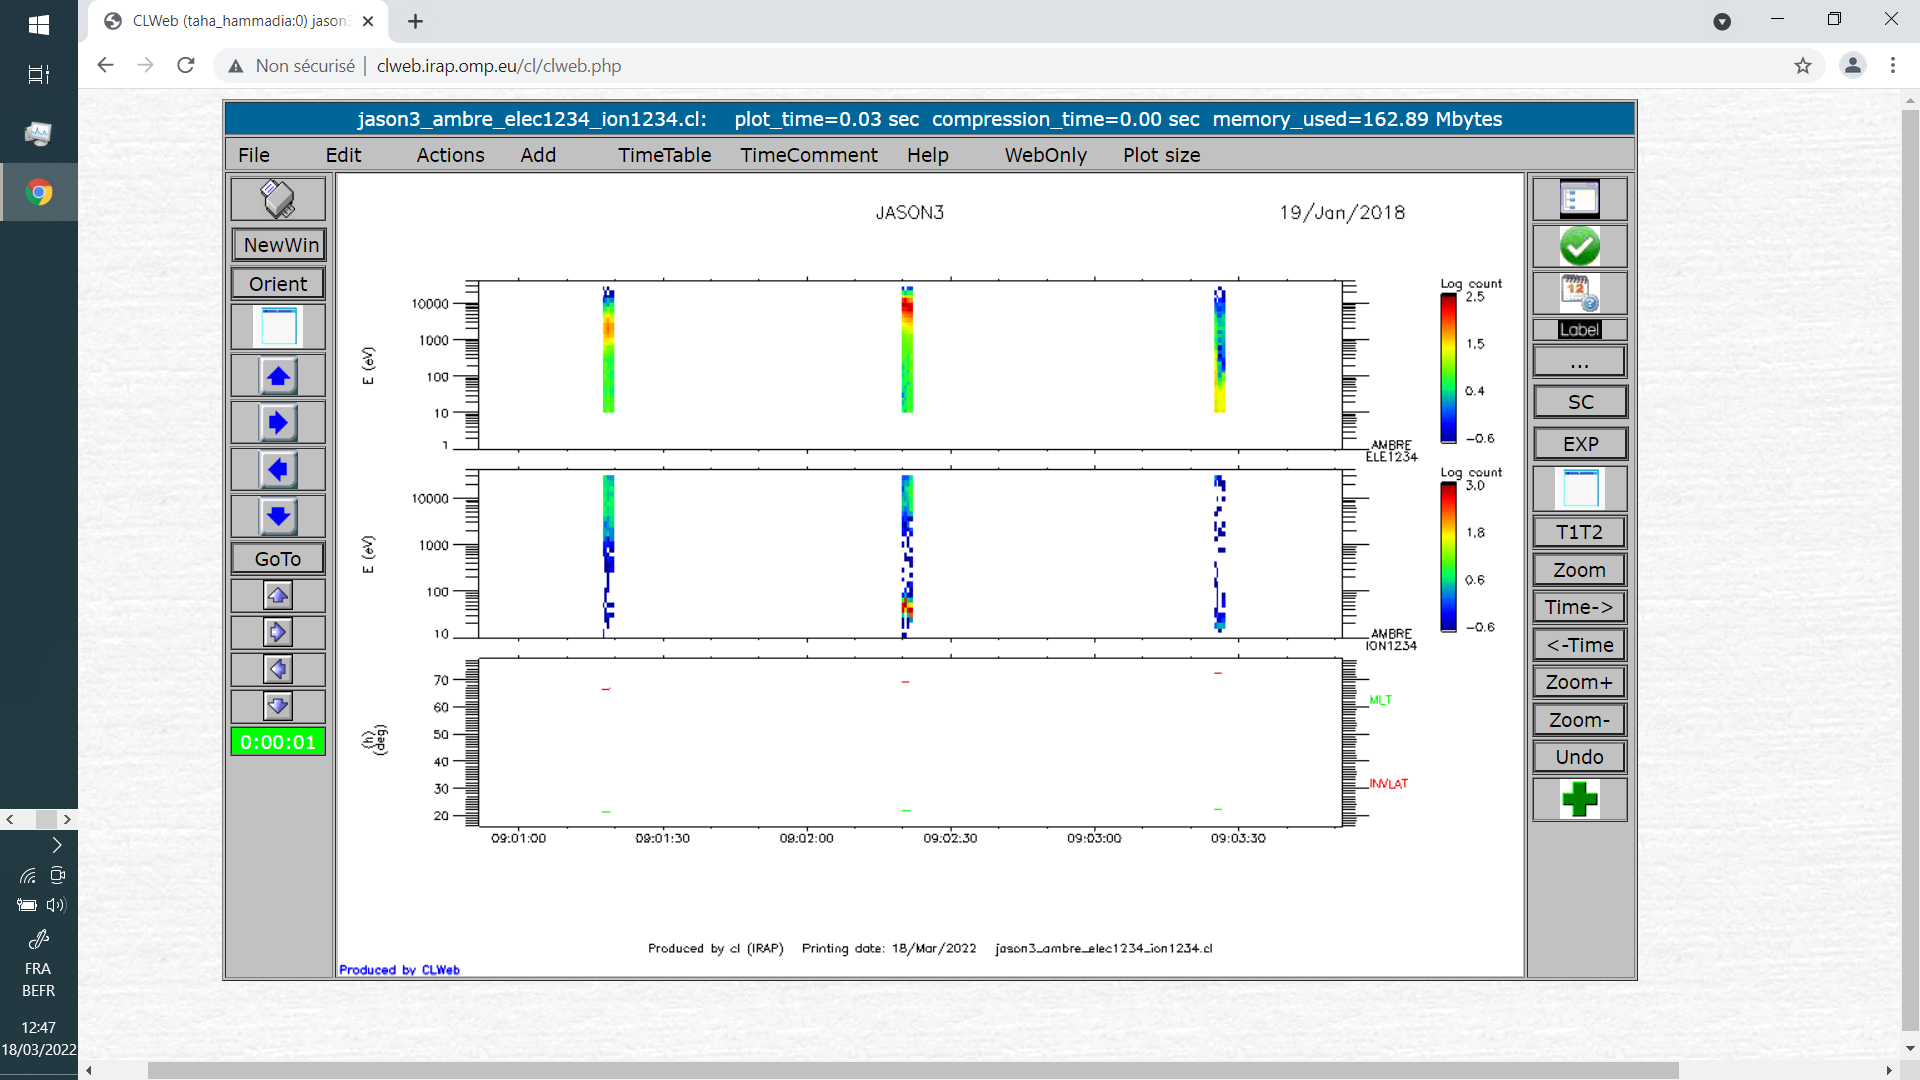 CLWeb (taha_hammadia:0) jason
Non sécurisé | clweb.irap.omp.eu/cl/clweb.php
jason3_ambre_elec1234_ion1234.cl: plot_time=0.03 sec compression_time=0.00 sec memory_used=162.89 Mbytes
File Edit Actions Add TimeTable TimeComment Help WebOnly Plot size
NewWin
Orient
GoTo
0:00:01
JASON3 19/Jan/2018
E (eV)
10000
1000
100
10
1
Log count
2.5
1.5
0.4
-0.6
AMBRE
ELE1234
E (eV)
10000
1000
100
10
Log count
3.0
1.8
0.6
-0.6
AMBRE
ION1234
(h)
(deg)
70
60
50
40
30
20
MLT
INVLAT
09:01:00 09:01:30 09:02:00 09:02:30 09:03:00 09:03:30
Produced by cl (IRAP) Printing date: 18/Mar/2022 jason3_ambre_elec1234_ion1234.cl
Produced by CLWeb
12
Label
...
SC
EXP
T1T2
Zoom
Time->
<-Time
Zoom+
Zoom-
Undo
FRA
BEFR
12:47
18/03/2022